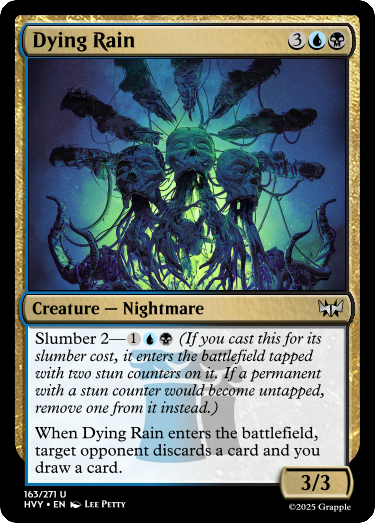 Dying Rain 3
Creature — Nightmare
Slumber 2—1 (If you cast this for its
slumber cost, it enters the battlefield tapped
with two stun counters on it. If a permanent
with a stun counter would become untapped,
remove one from it instead.)
When Dying Rain enters the battlefield,
target opponent discards a card and you
draw a card.
3/3
163/271 U
HVY • EN Lee Petty
©2025 Grapple